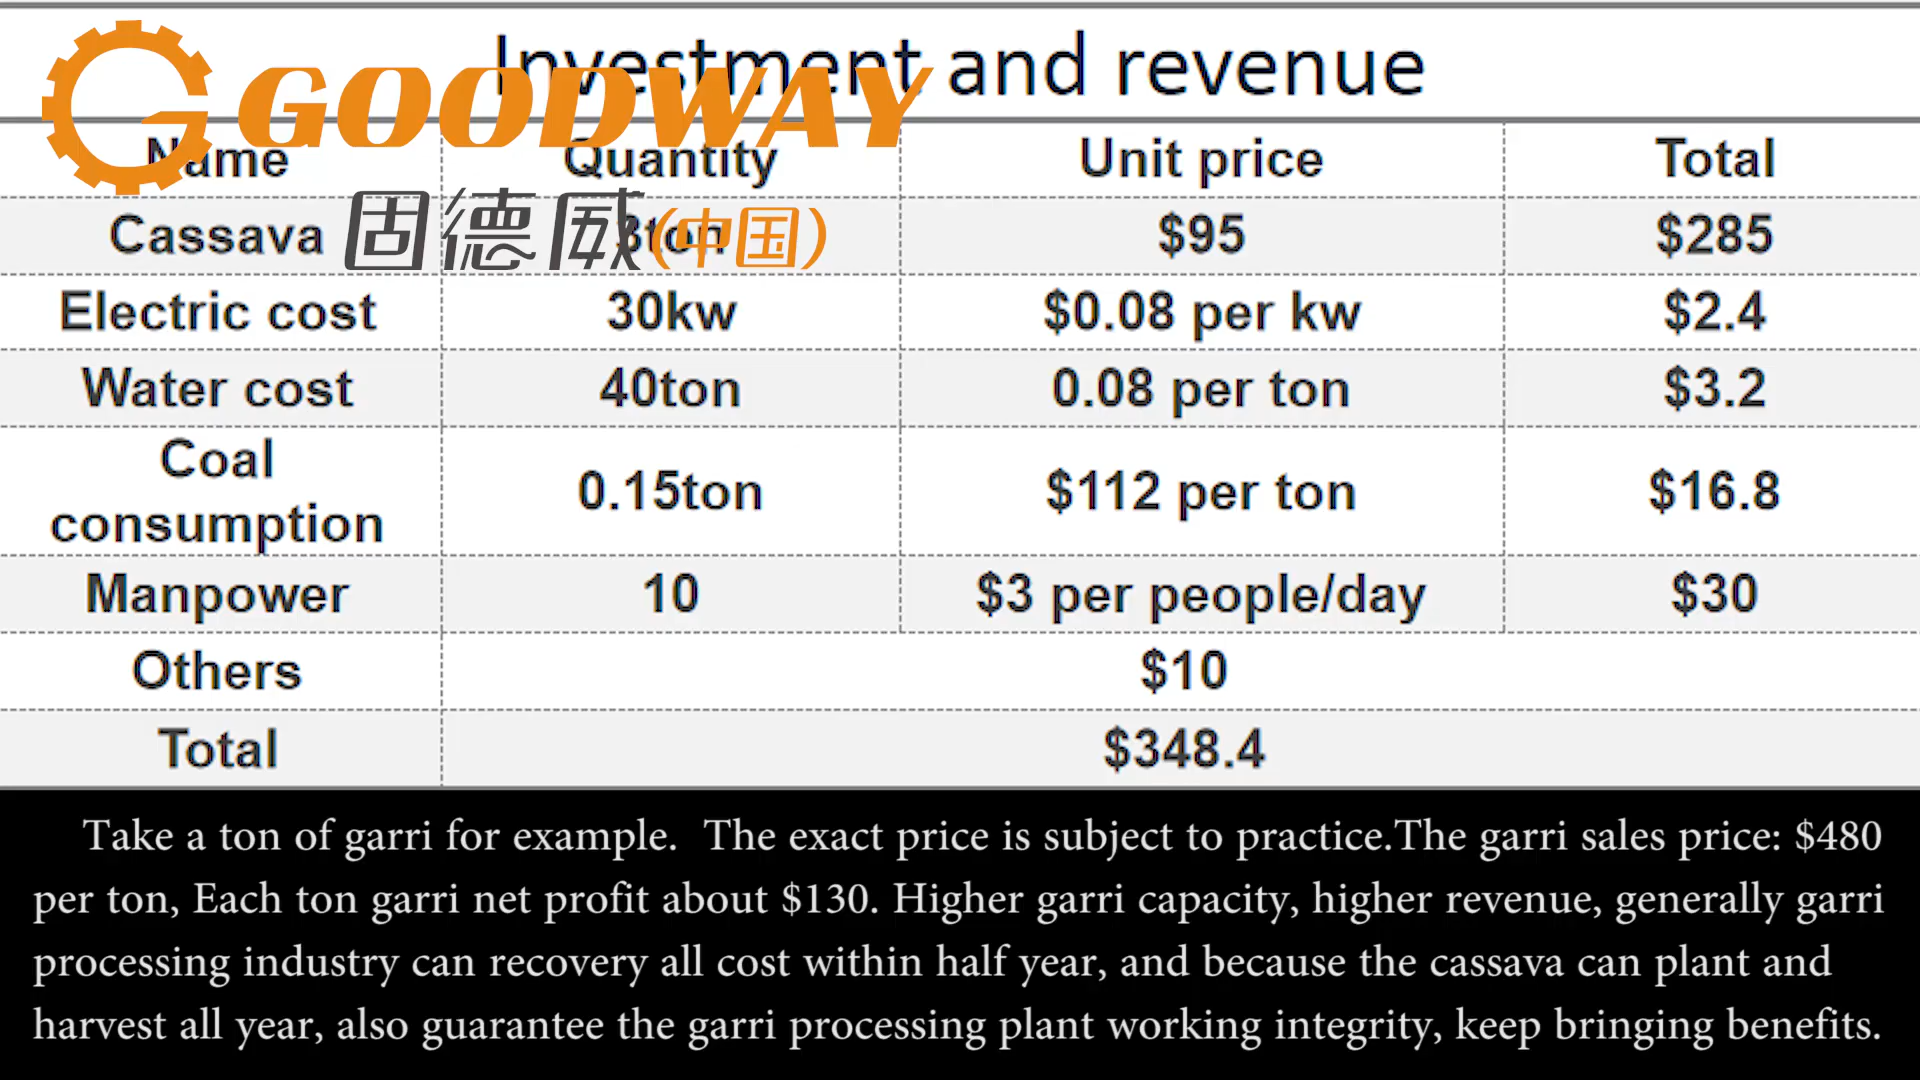 Investment and revenue
GOODWAY
固德威(中国)
Name Quantity Unit price Total
Cassava 3ton $95 $285
Electric cost 30kw $0.08 per kw $2.4
Water cost 40ton 0.08 per ton $3.2
Coal consumption 0.15ton $112 per ton $16.8
Manpower 10 $3 per people/day $30
Others $10
Total $348.4
Take a ton of garri for example. The exact price is subject to practice.The garri sales price: $480
per ton, Each ton garri net profit about $130. Higher garri capacity, higher revenue, generally garri
processing industry can recovery all cost within half year, and because the cassava can plant and
harvest all year, also guarantee the garri processing plant working integrity, keep bringing benefits.